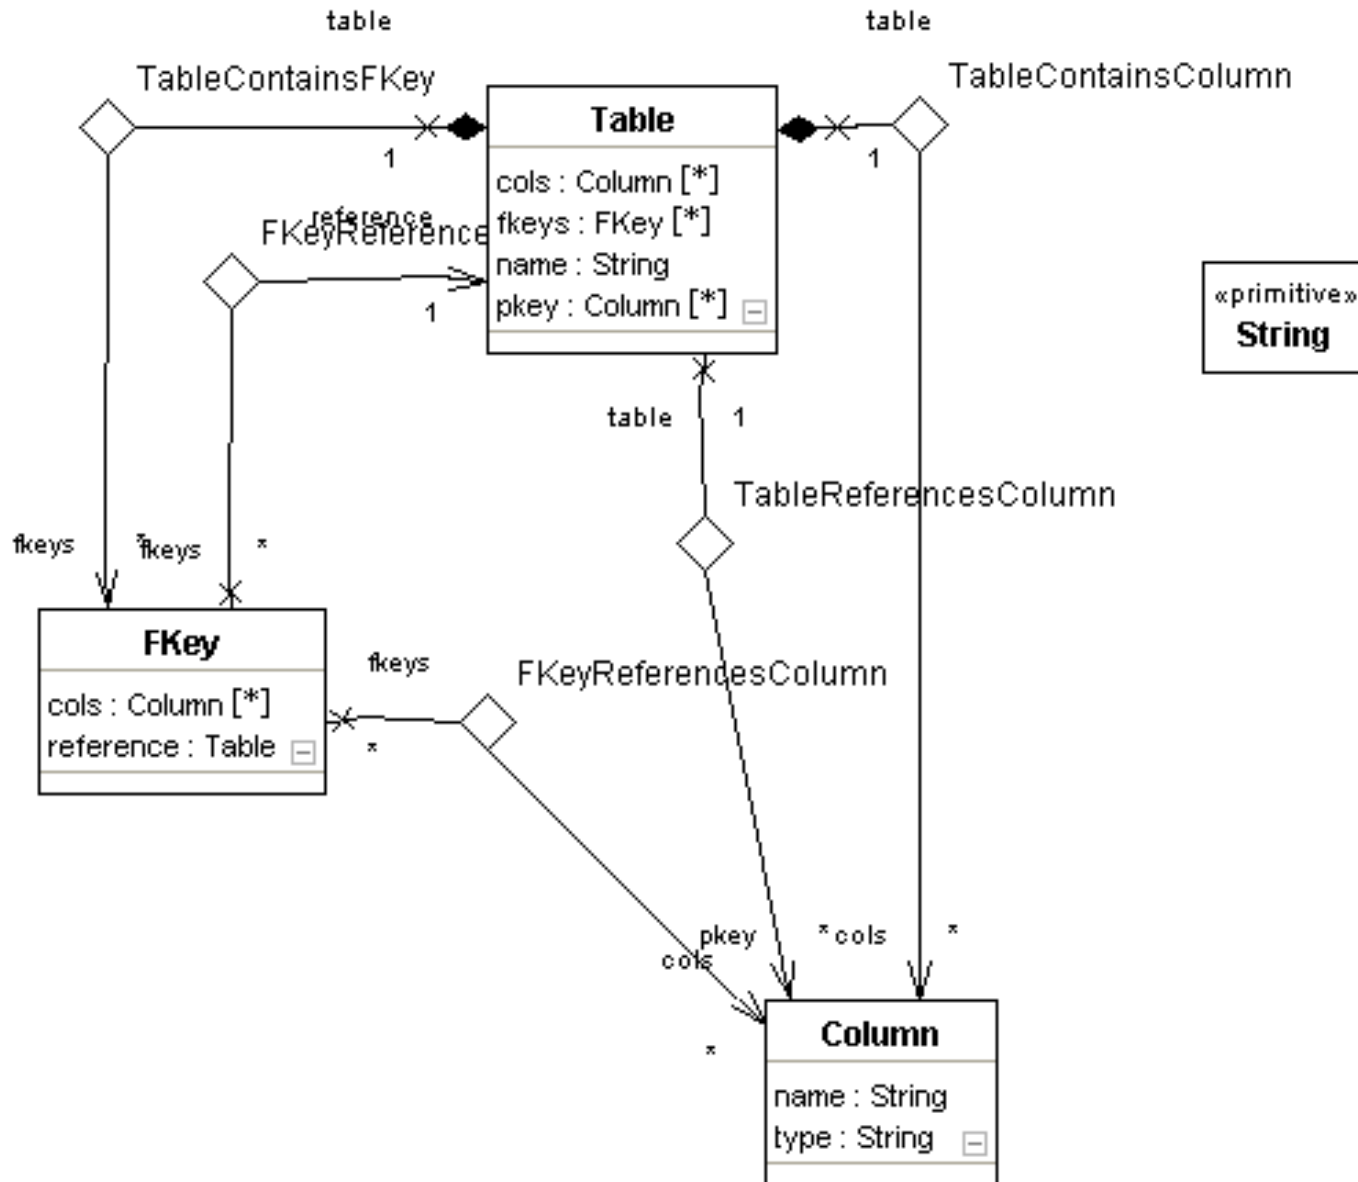 table
table
TableContainsFKey
TableContainsColumn
Table
1
1
cols : Column [*]
fkeys : FKey [*]
name : String
pkey : Column [*]
reference
FKeyReference
1
«primitive»
String
table
1
TableReferencesColumn
fkeys
*
fkeys
*
FKey
cols : Column [*]
reference : Table
fkeys
*
FKeyReferencesColumn
pkey
*
cols
*
cols
*
Column
name : String
type : String